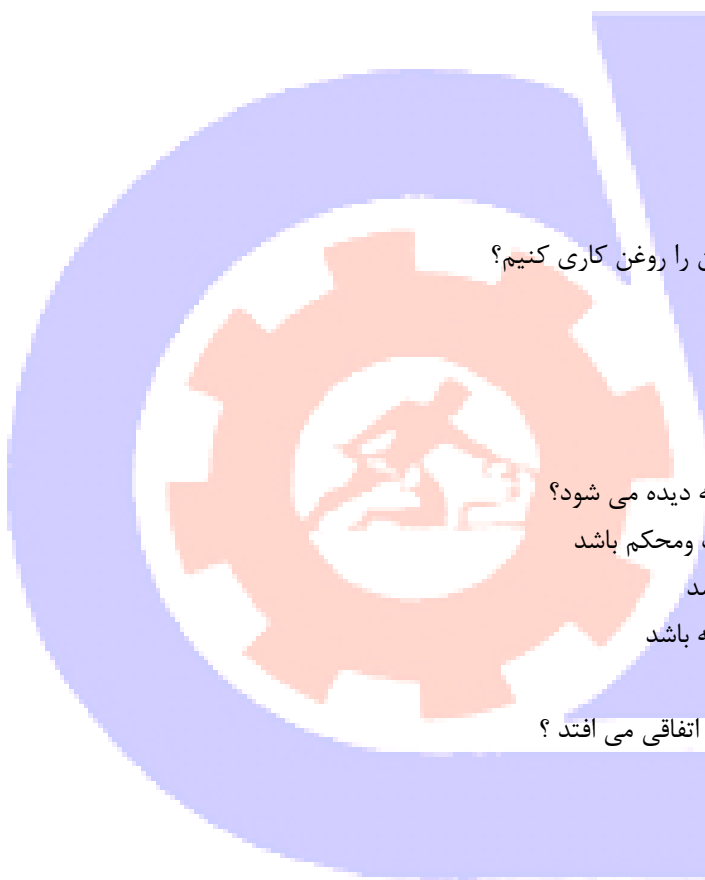 را روغن کاری کنیم؟
دیده می شود؟
ومحکم باشد
باشد
اتفاقی می افتد ؟